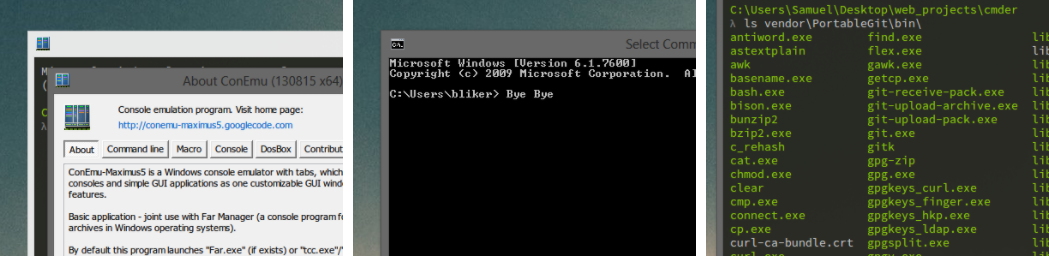 About ConEmu (130815 x64)
Console emulation program. Visit home page:
http://conemu-maximus5.googlecode.com
About
Command line
Macro
Console
DosBox
Contribut
ConEmu-Maximus5 is a Windows console emulator with tabs, which
consoles and simple GUI applications as one customizable GUI wind
features.
Basic application - joint use with Far Manager (a console program fo
archives in Windows operating systems).
By default this program launches "Far.exe" (if exists) or "tcc.exe"/"
Select Comm
Microsoft Windows [Version 6.1.7600]
Copyright (c) 2009 Microsoft Corporation. Al
C:\Users\bliker> Bye Bye
C:\Users\Samuel\Desktop\web_projects\cmder
λ ls vendor\PortableGit\bin\
antiword.exe find.exe lib
astextplain flex.exe lib
awk gawk.exe lib
basename.exe getcp.exe lib
bash.exe git-receive-pack.exe lib
bison.exe git-upload-archive.exe lib
bunzip2 git-upload-pack.exe lib
bzip2.exe git.exe lib
c_rehash gitk lib
cat.exe gpg-zip lib
chmod.exe gpg.exe lib
clear gpgkeys_curl.exe lib
cmp.exe gpgkeys_finger.exe lib
connect.exe gpgkeys_hkp.exe lib
cp.exe gpgkeys_ldap.exe lib
curl-ca-bundle.crt gpgsplit.exe lib
curl.exe gpgv.exe lib